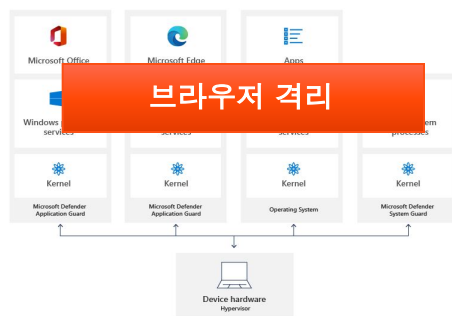 Microsoft Office
Microsoft Edge
Apps
브라우저 격리
Windows
services
services
services
processes
Kernel
Kernel
Kernel
Kernel
Microsoft Defender
Application Guard
Microsoft Defender
Application Guard
Operating System
Microsoft Defender
System Guard
Device hardware
Hypervisor